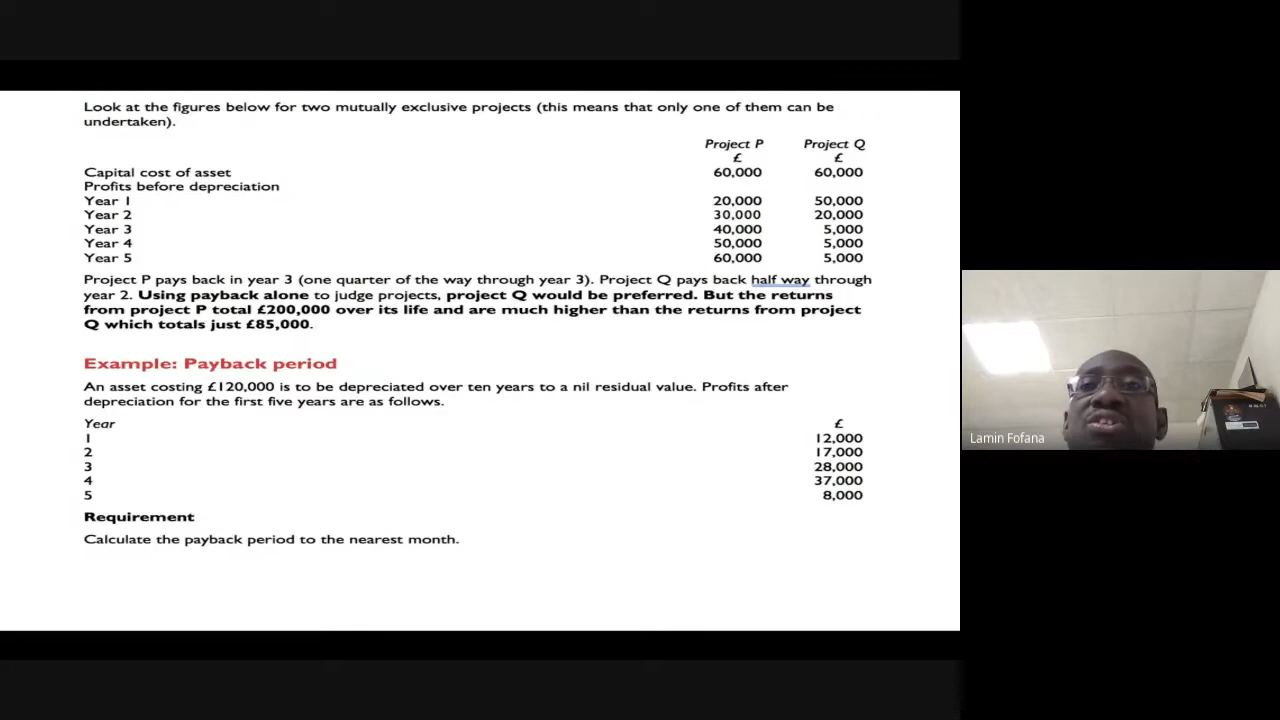 Look at the figures below for two mutually exclusive projects (this means that only one of them can be
undertaken).
Project P Project Q
£ £
Capital cost of asset 60,000 60,000
Profits before depreciation
Year 1 20,000 50,000
Year 2 30,000 20,000
Year 3 40,000 5,000
Year 4 50,000 5,000
Year 5 60,000 5,000
Project P pays back in year 3 (one quarter of the way through year 3). Project Q pays back half way through
year 2. Using payback alone to judge projects, project Q would be preferred. But the returns
from project P total £200,000 over its life and are much higher than the returns from project
Q which totals just £85,000.
Example: Payback period
An asset costing £120,000 is to be depreciated over ten years to a nil residual value. Profits after
depreciation for the first five years are as follows.
Year £
1 12,000
2 17,000
3 28,000
4 37,000
5 8,000
Requirement
Calculate the payback period to the nearest month.
Lamin Fofana